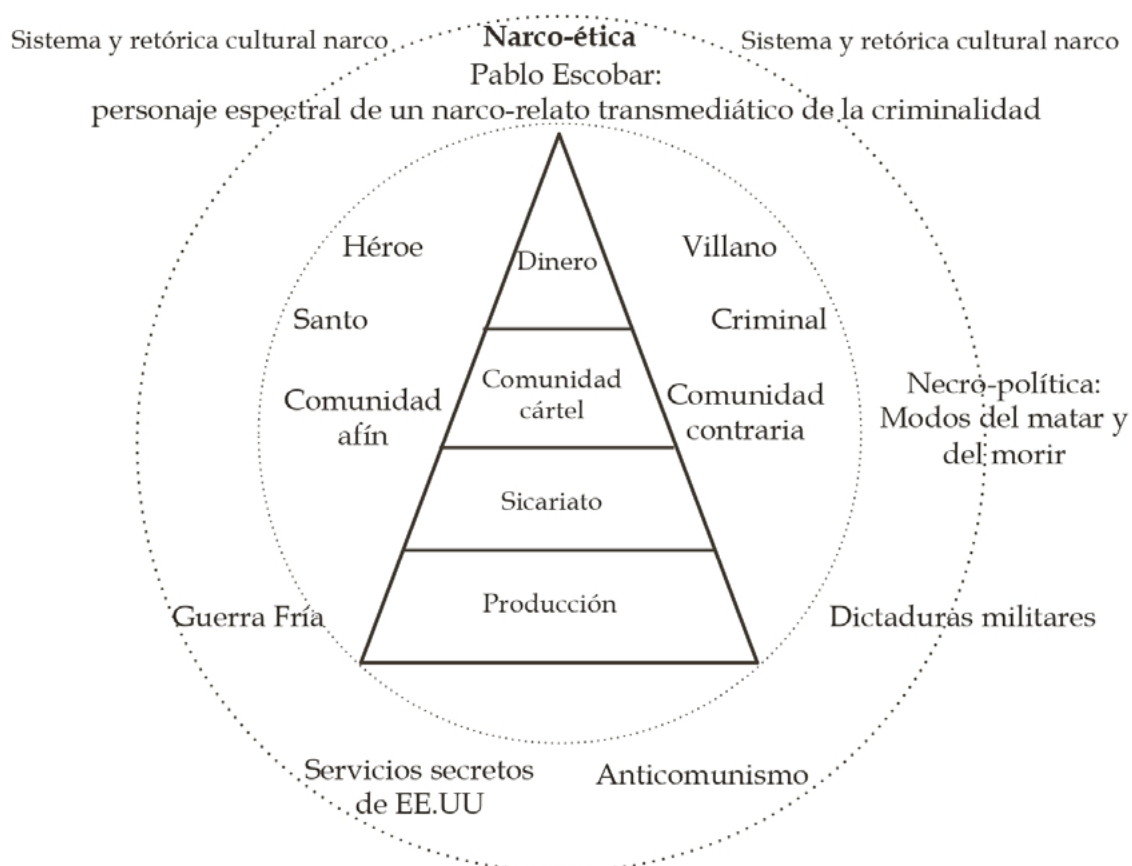 Sistema y retórica cultural narco
Narco-ética
Sistema y retórica cultural narco
Pablo Escobar:
personaje espectral de un narco-relato transmediático de la criminalidad
Héroe
Villano
Dinero
Santo
Criminal
Comunidad
cártel
Comunidad
afín
Comunidad
contraria
Necro-política:
Modos del matar y
del morir
Sicariato
Producción
Guerra Fría
Dictaduras militares
Servicios secretos
de EE.UU
Anticomunismo